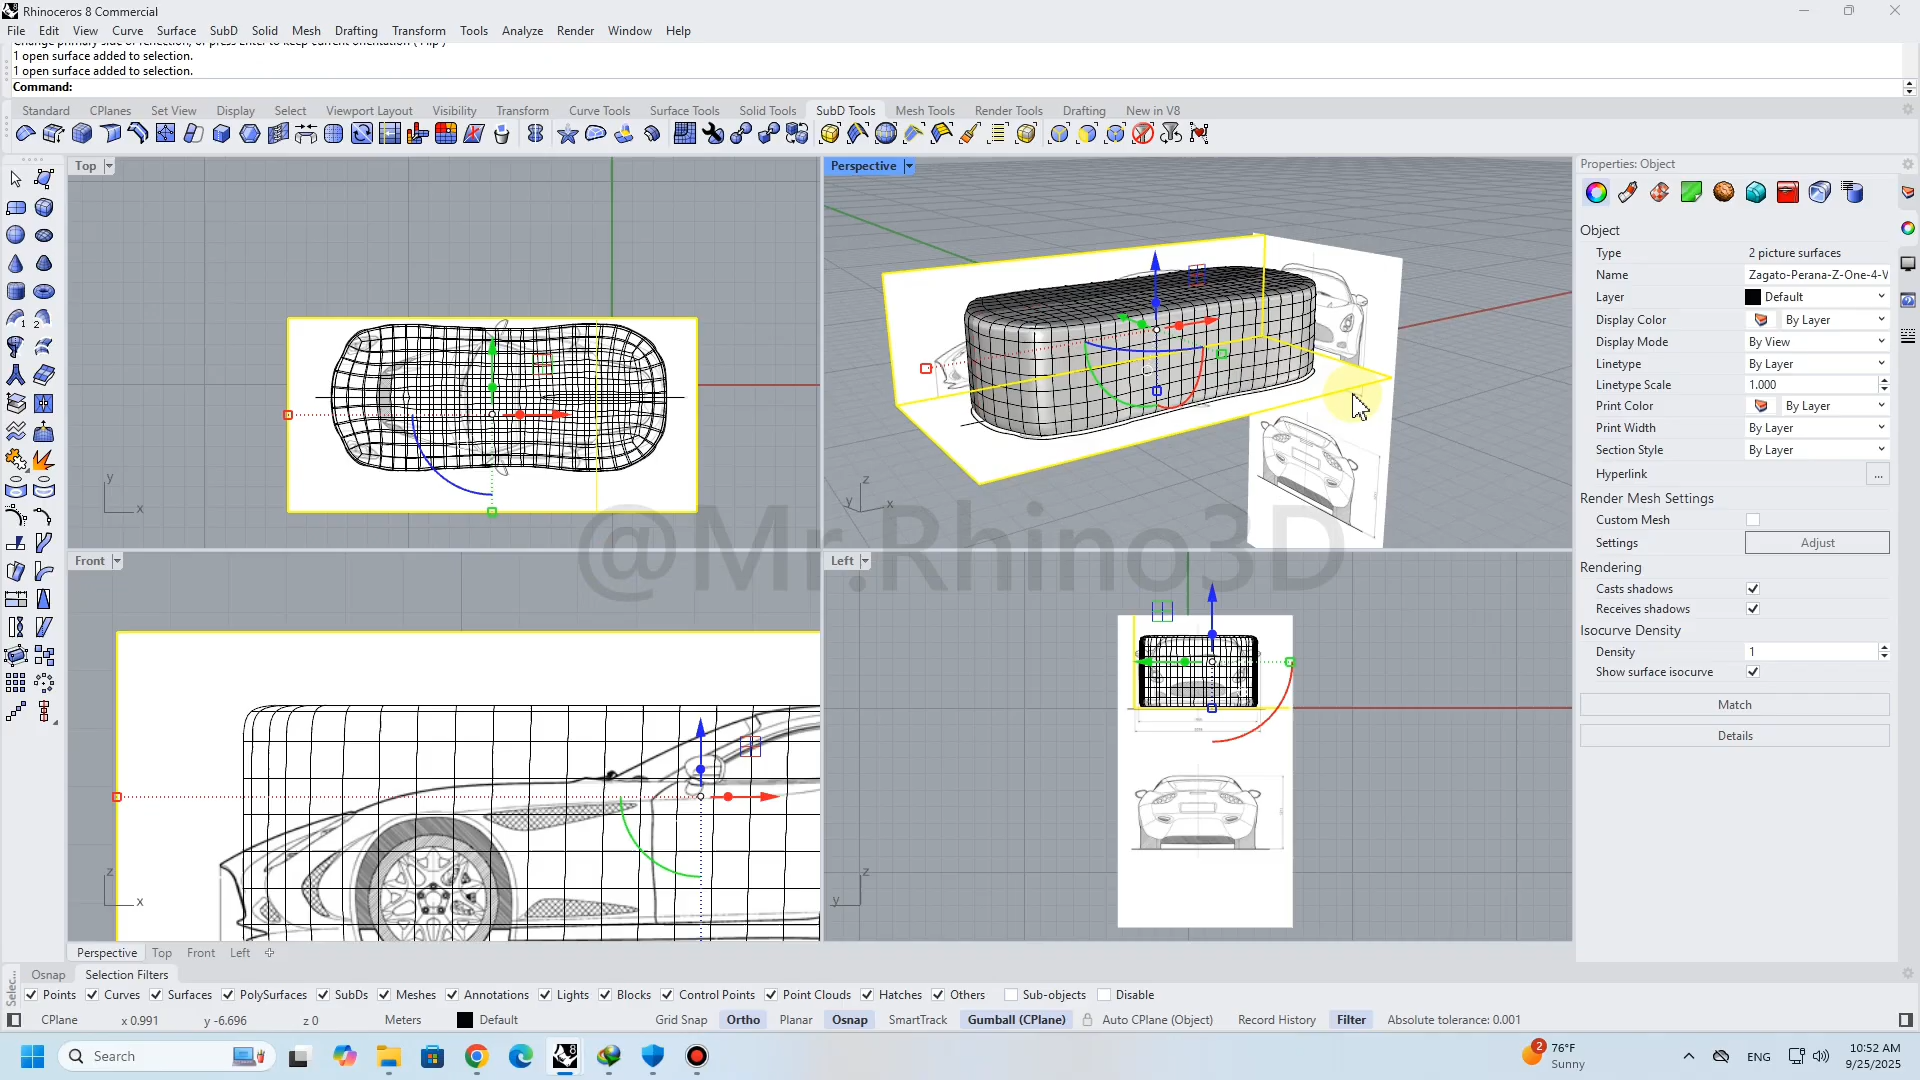 Rhinoceros 8 Commercial
File Edit View Curve Surface SubD Solid Mesh Drafting Transform Tools Analyze Render Window Help
1 open surface added to selection.
1 open surface added to selection.
Command:
Standard CPlanes Set View Display Select Viewport Layout Visibility Transform Curve Tools Surface Tools Solid Tools SubD Tools Mesh Tools Render Tools Drafting New in V8
Top
Perspective
Properties: Object
Object
Type 2 picture surfaces
Name Zagato-Perana-Z-One-4-V
Layer Default
Display Color By Layer
Display Mode By View
Linetype By Layer
Linetype Scale 1.000
Print Color By Layer
Print Width By Layer
Section Style By Layer
Hyperlink ...
Render Mesh Settings
Custom Mesh
Settings Adjust
Rendering
Casts shadows
Receives shadows
Isocurve Density
Density 1
Show surface isocurve
Match
Details
y x
z y x
@Mr.Rhino3D
Front
Left
z x
z y
Perspective Top Front Left
Selec...
Osnap Selection Filters
Points Curves Surfaces PolySurfaces SubDs Meshes Annotations Lights Blocks Control Points Point Clouds Hatches Others Sub-objects Disable
CPlane x 0.991 y -6.696 z 0 Meters Default Grid Snap Ortho Planar Osnap SmartTrack Gumball (CPlane) Auto CPlane (Object) Record History Filter Absolute tolerance: 0.001
Search
2
76°F
Sunny
ENG
10:52 AM
9/25/2025